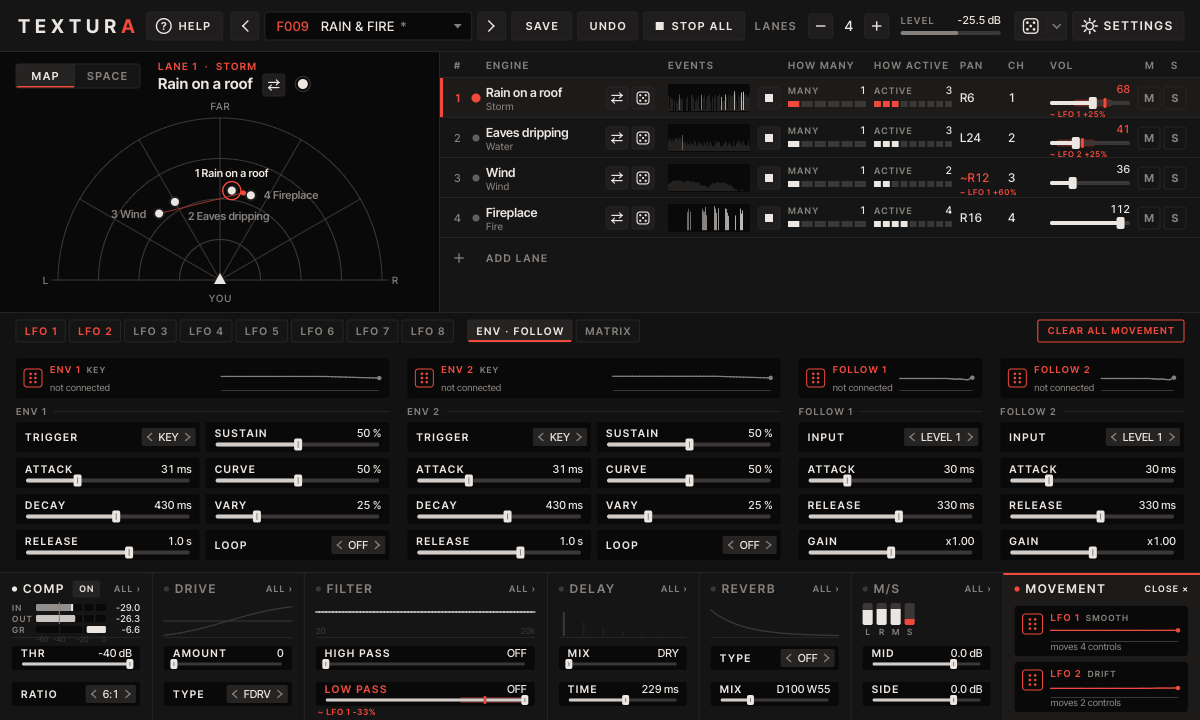 TEXTURA
HELP
F009 RAIN & FIRE *
SAVE
UNDO
STOP ALL
LANES
4
LEVEL -25.5 dB
SETTINGS
MAP
SPACE
LANE 1 · STORM
Rain on a roof
FAR
1 Rain on a roof
4 Fireplace
3 Wind
2 Eaves dripping
L
R
YOU
# ENGINE EVENTS HOW MANY HOW ACTIVE PAN CH VOL M S
1 Rain on a roof MANY 1 ACTIVE 3 R6 1 68 M S
Storm
~ LFO 1 +25%
2 Eaves dripping MANY 1 ACTIVE 3 L24 2 41 M S
Water
~ LFO 2 +25%
3 Wind MANY 1 ACTIVE 2 ~R12 3 36 M S
Wind
~ LFO 1 +60%
4 Fireplace MANY 1 ACTIVE 4 R16 4 112 M S
Fire
+ ADD LANE
LFO 1 LFO 2 LFO 3 LFO 4 LFO 5 LFO 6 LFO 7 LFO 8 ENV · FOLLOW MATRIX
CLEAR ALL MOVEMENT
ENV 1 KEY
not connected
ENV 2 KEY
not connected
FOLLOW 1
not connected
FOLLOW 2
not connected
ENV 1
TRIGGER < KEY >
SUSTAIN 50 %
ATTACK 31 ms
CURVE 50 %
DECAY 430 ms
VARY 25 %
RELEASE 1.0 s
LOOP < OFF >
ENV 2
TRIGGER < KEY >
SUSTAIN 50 %
ATTACK 31 ms
CURVE 50 %
DECAY 430 ms
VARY 25 %
RELEASE 1.0 s
LOOP < OFF >
FOLLOW 1
INPUT < LEVEL 1 >
ATTACK 30 ms
RELEASE 330 ms
GAIN x1.00
FOLLOW 2
INPUT < LEVEL 1 >
ATTACK 30 ms
RELEASE 330 ms
GAIN x1.00
COMP ON ALL ›
IN -29.0
OUT -26.3
GR -6.6
-60 -40 -20 0
THR -40 dB
RATIO < 6:1 >
DRIVE ALL ›
AMOUNT 0
TYPE < FDRV >
FILTER ALL ›
20 20k
HIGH PASS OFF
LOW PASS OFF
~ LFO 1 -33%
DELAY ALL ›
MIX DRY
TIME 229 ms
REVERB ALL ›
TYPE < OFF >
MIX D100 W55
M/S ALL ›
L R M S
MID 0.0 dB
SIDE 0.0 dB
MOVEMENT CLOSE ×
LFO 1 SMOOTH
moves 4 controls
LFO 2 DRIFT
moves 2 controls